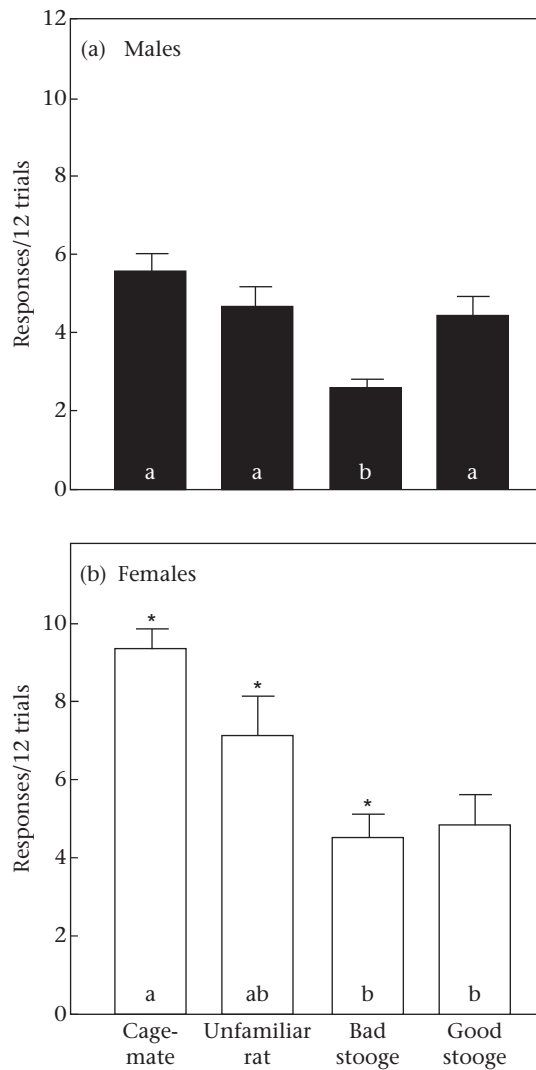 12
(a) Males
10
8
6
4
2
0
Responses/12 trials
a a b a
(b) Females
10
8
6
4
2
0
Responses/12 trials
* * *
a ab b b
Cage-
mate
Unfamiliar
rat
Bad
stooge
Good
stooge